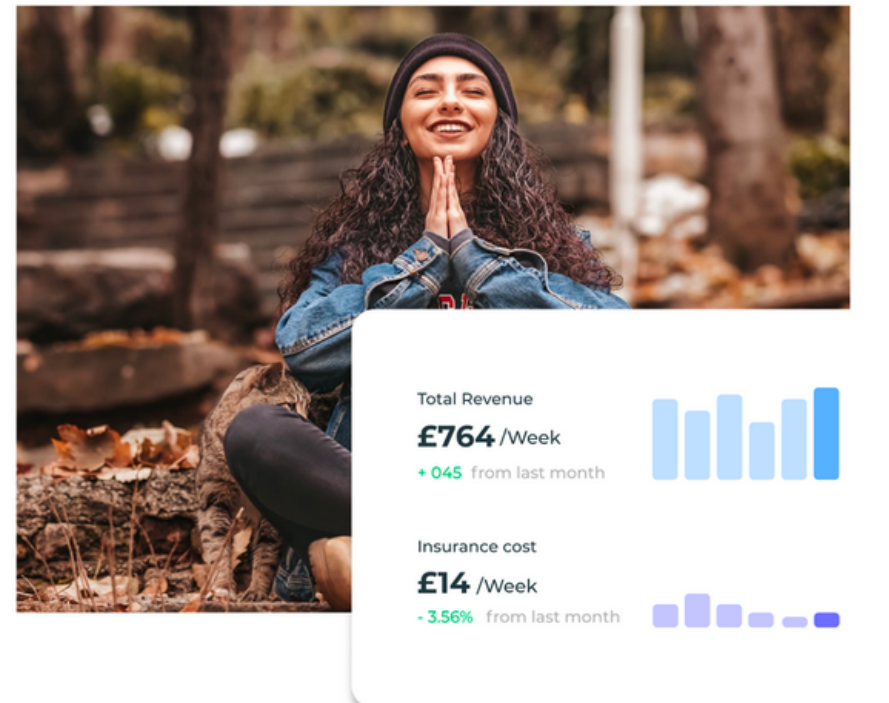 Total Revenue
£764 /Week
+ 045 from last month
Insurance cost
£14 /Week
- 3.56% from last month